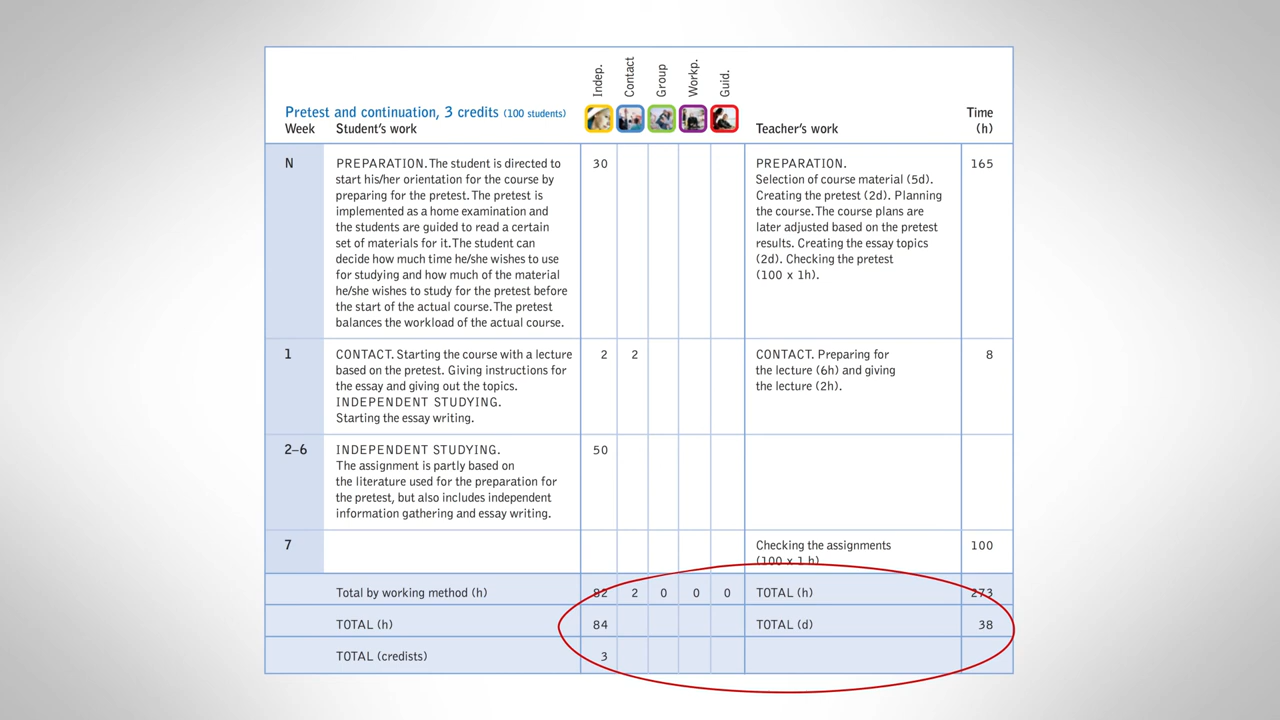 Indep.
Contact
Group
Workp.
Guid.
Pretest and continuation, 3 credits (100 students)
Week Student's work Teacher's work Time (h)
N
PREPARATION. The student is directed to
start his/her orientation for the course by
preparing for the pretest. The pretest is
implemented as a home examination and
the students are guided to read a certain
set of materials for it. The student can
decide how much time he/she wishes to use
for studying and how much of the material
he/she wishes to study for the pretest before
the start of the actual course. The pretest
balances the workload of the actual course.
30
PREPARATION.
Selection of course material (5d).
Creating the pretest (2d). Planning
the course. The course plans are
later adjusted based on the pretest
results. Creating the essay topics
(2d). Checking the pretest
(100 x 1h).
165
1
CONTACT. Starting the course with a lecture
based on the pretest. Giving instructions for
the essay and giving out the topics.
INDEPENDENT STUDYING.
Starting the essay writing.
2 2
CONTACT. Preparing for
the lecture (6h) and giving
the lecture (2h).
8
2–6
INDEPENDENT STUDYING.
The assignment is partly based on
the literature used for the preparation for
the pretest, but also includes independent
information gathering and essay writing.
50
7
Checking the assignments
(100 x 1 h)
100
Total by working method (h) 82 2 0 0 0 TOTAL (h) 273
TOTAL (h) 84 TOTAL (d) 38
TOTAL (credists) 3